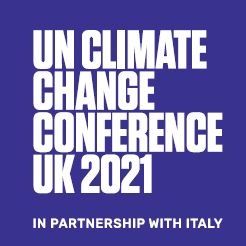 UN CLIMATE
CHANGE
CONFERENCE
UK 2021
IN PARTNERSHIP WITH ITALY